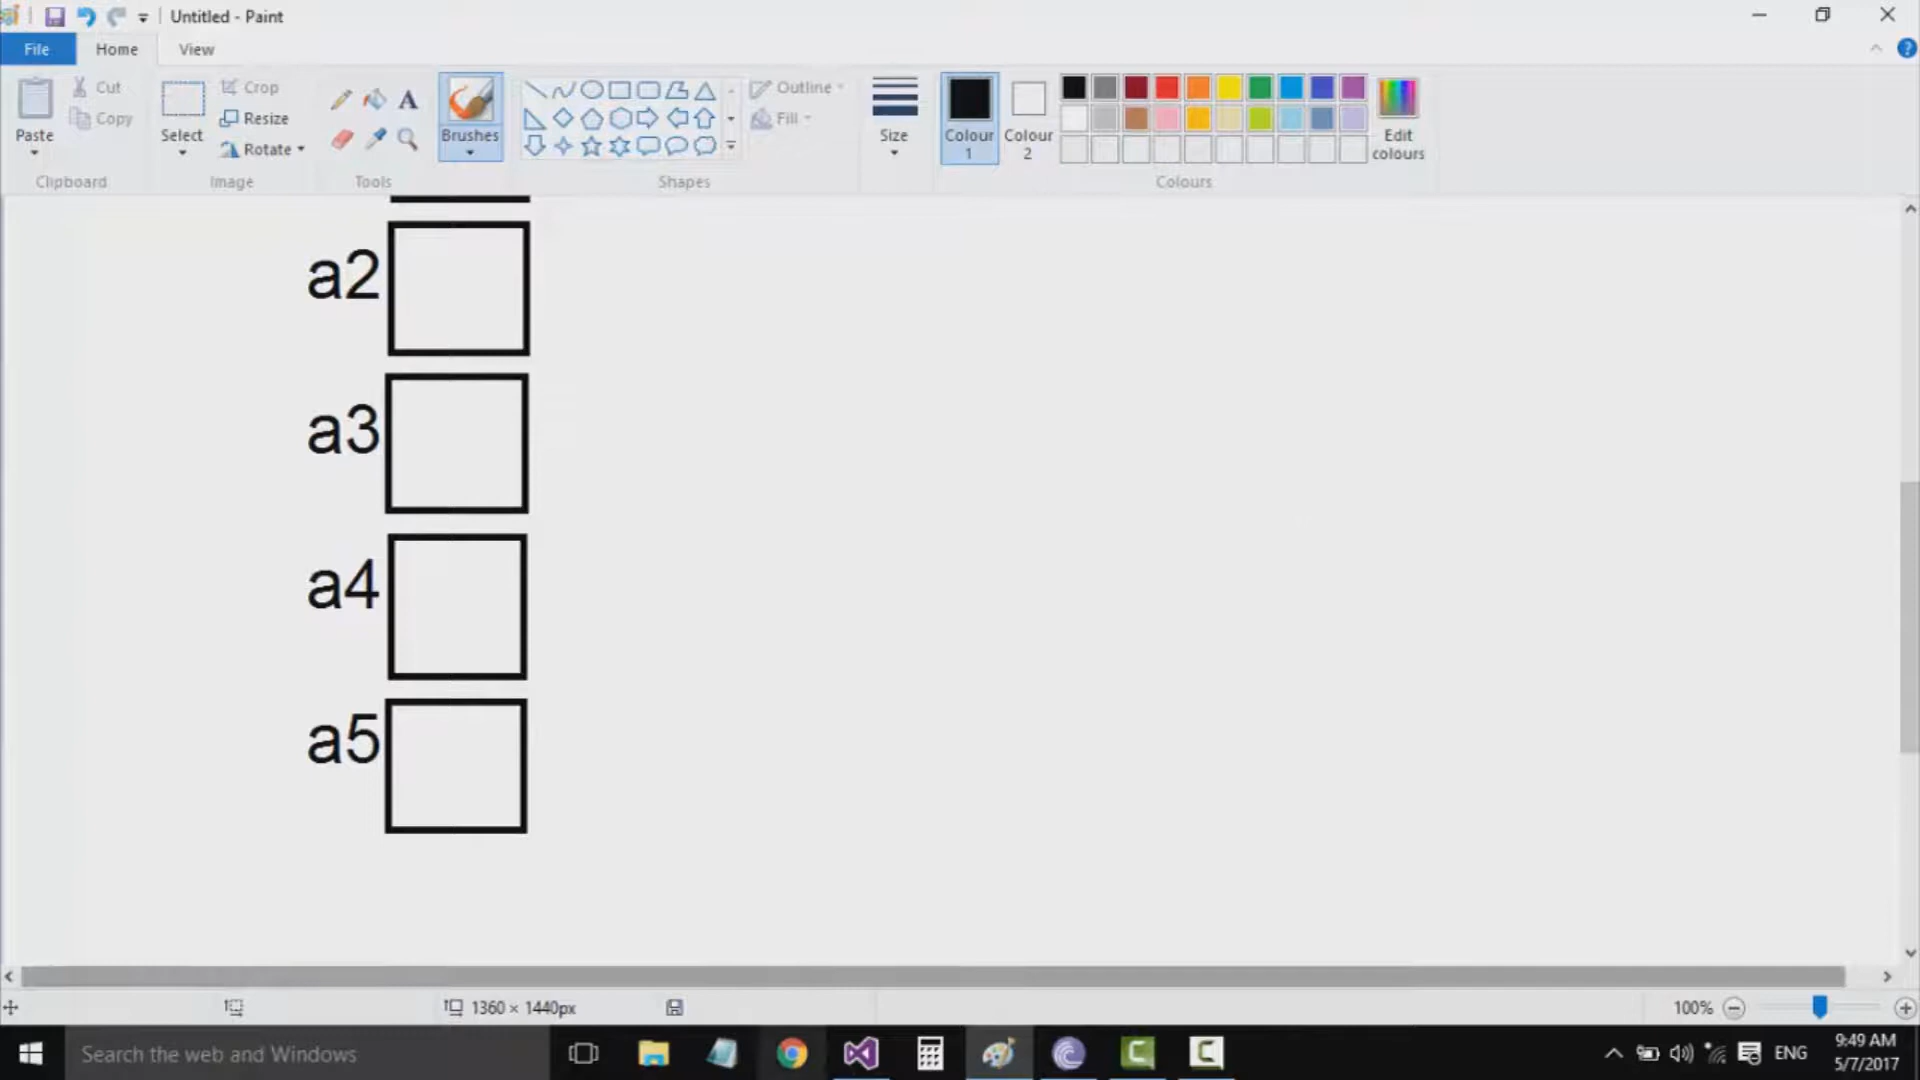 Untitled - Paint
File Home View
Paste
Cut
Copy
Clipboard
Select
Crop
Resize
Rotate
Image
A
Tools
Brushes
Shapes
Outline
Fill
Size
Colour 1
Colour 2
Edit colours
Colours
a2
a3
a4
a5
1360 × 1440px
100%
Search the web and Windows
ENG
9:49 AM
5/7/2017